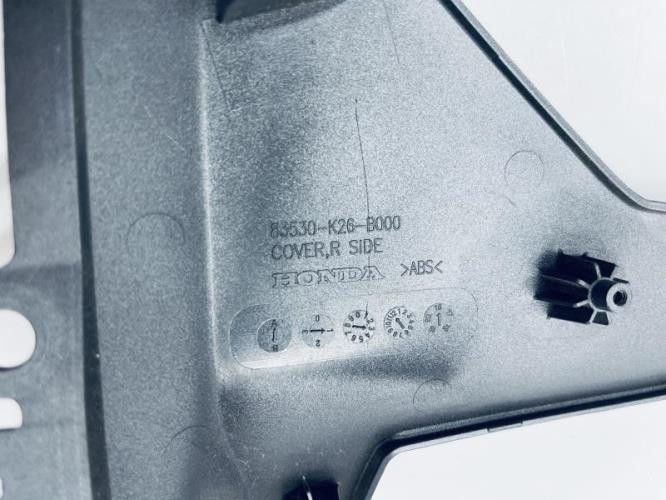 83530-K26-B000
COVER,R SIDE
HONDA >ABS<